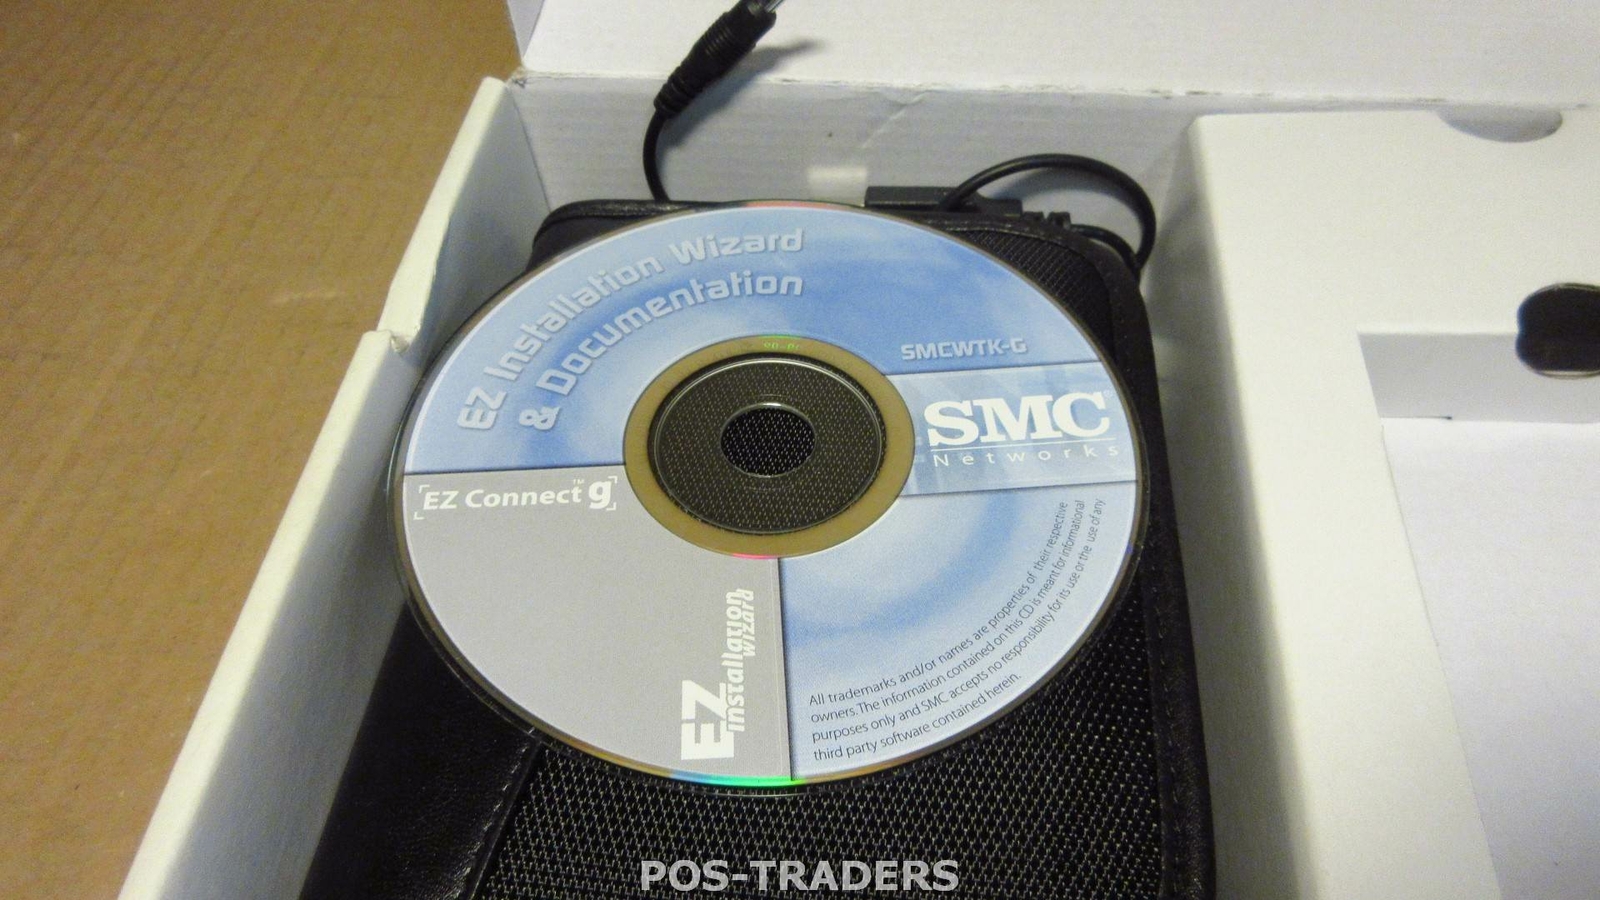 EZ Installation Wizard
& Documentation
SMCWTK-G
SMC
Networks
EZ Connect™ g
EZ
Installation
Wizard
All trademarks and/or names are properties of their respective
owners. The information contained on this CD is meant for informational
purposes only and SMC accepts no responsibility for its use or the use of any
third party software contained herein.
POS-TRADERS